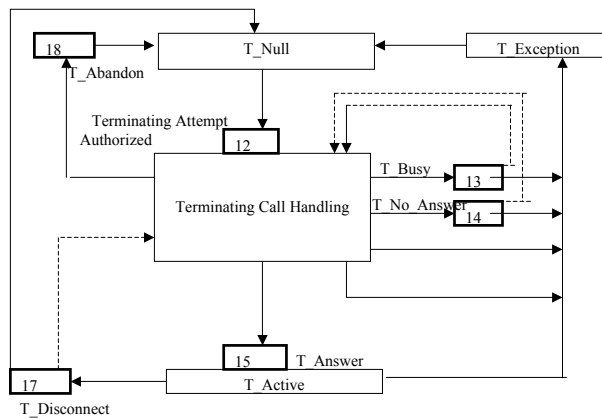 18
T_Null
T_Exception
T_Abandon
Terminating Attempt
Authorized
12
T_Busy
13
Terminating Call Handling
T_No_Answer
14
15
T_Answer
17
T_Active
T_Disconnect